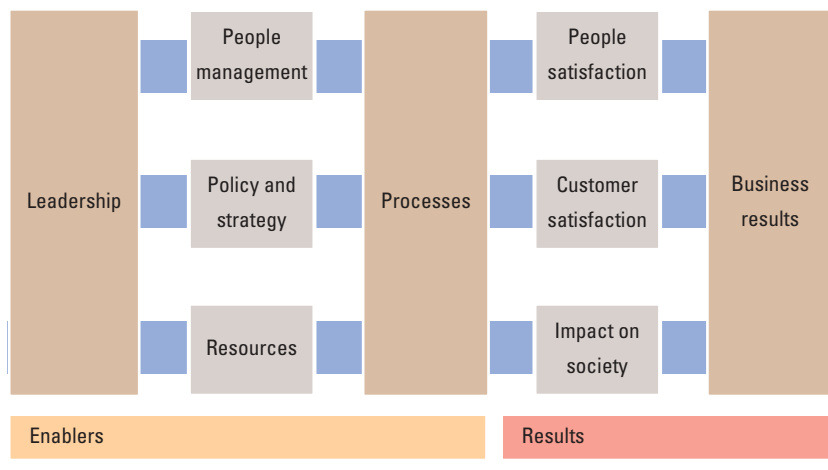 People
management
People
satisfaction
Leadership
Policy and
strategy
Processes
Customer
satisfaction
Business
results
Resources
Impact on
society
Enablers
Results